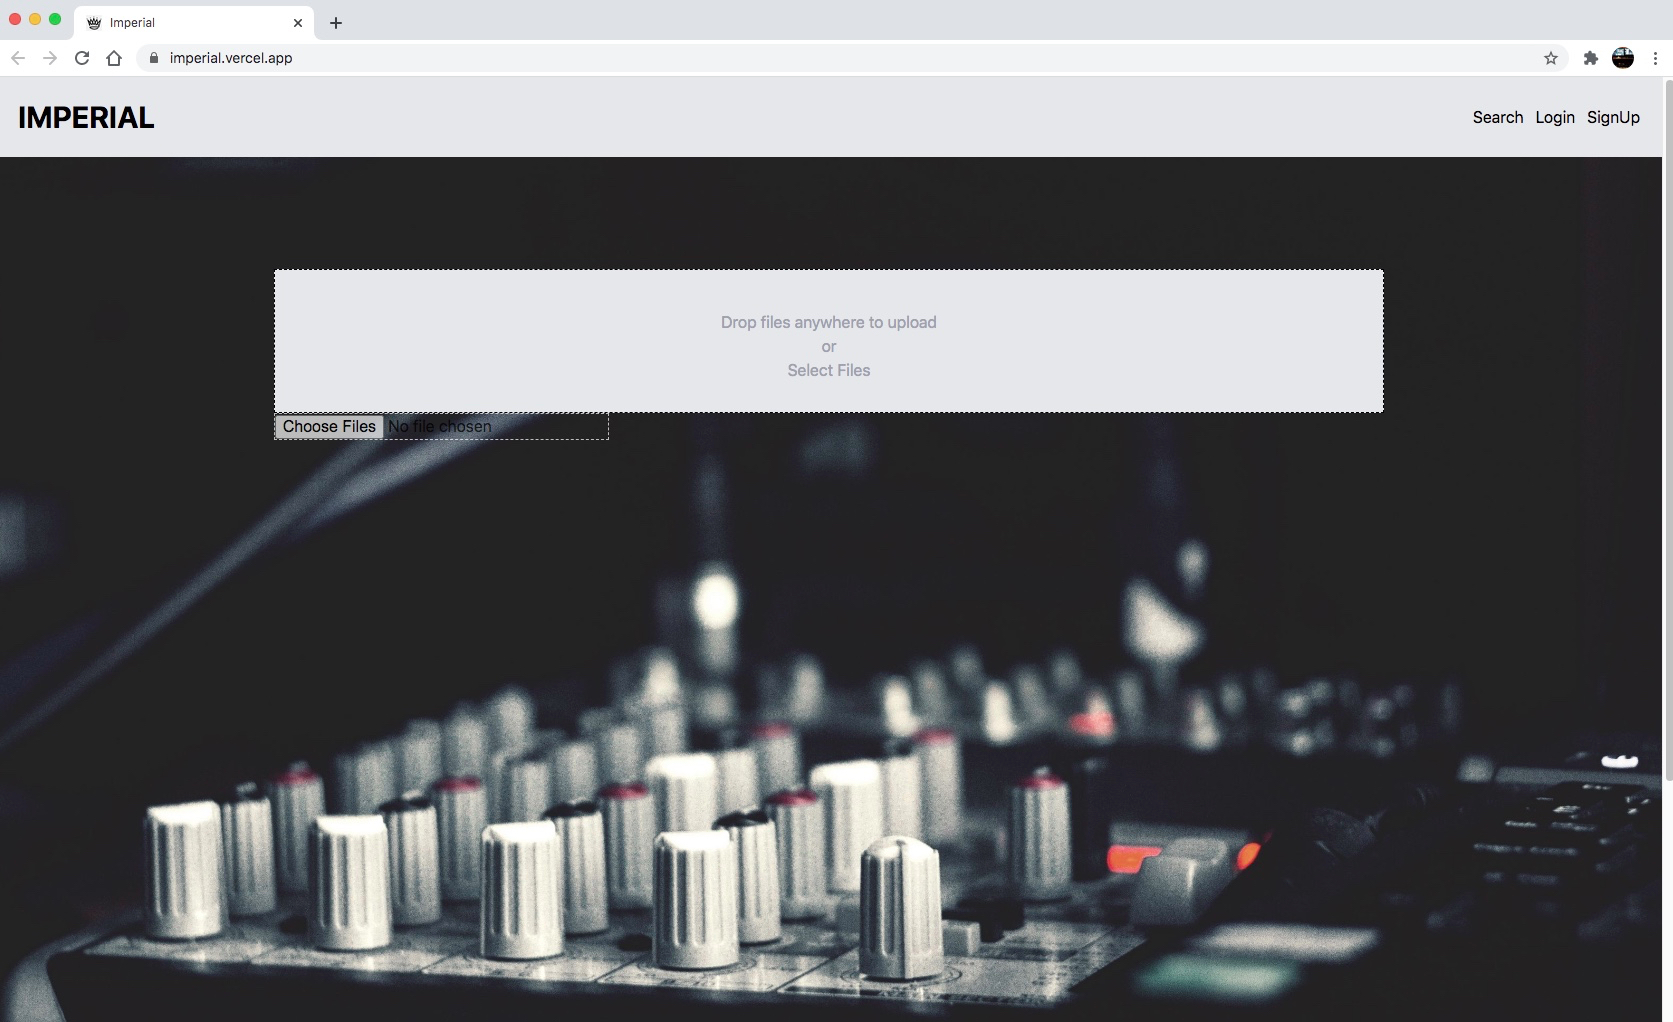 Imperial
imperial.vercel.app
IMPERIAL
Search Login SignUp
Drop files anywhere to upload
or
Select Files
Choose Files No file chosen